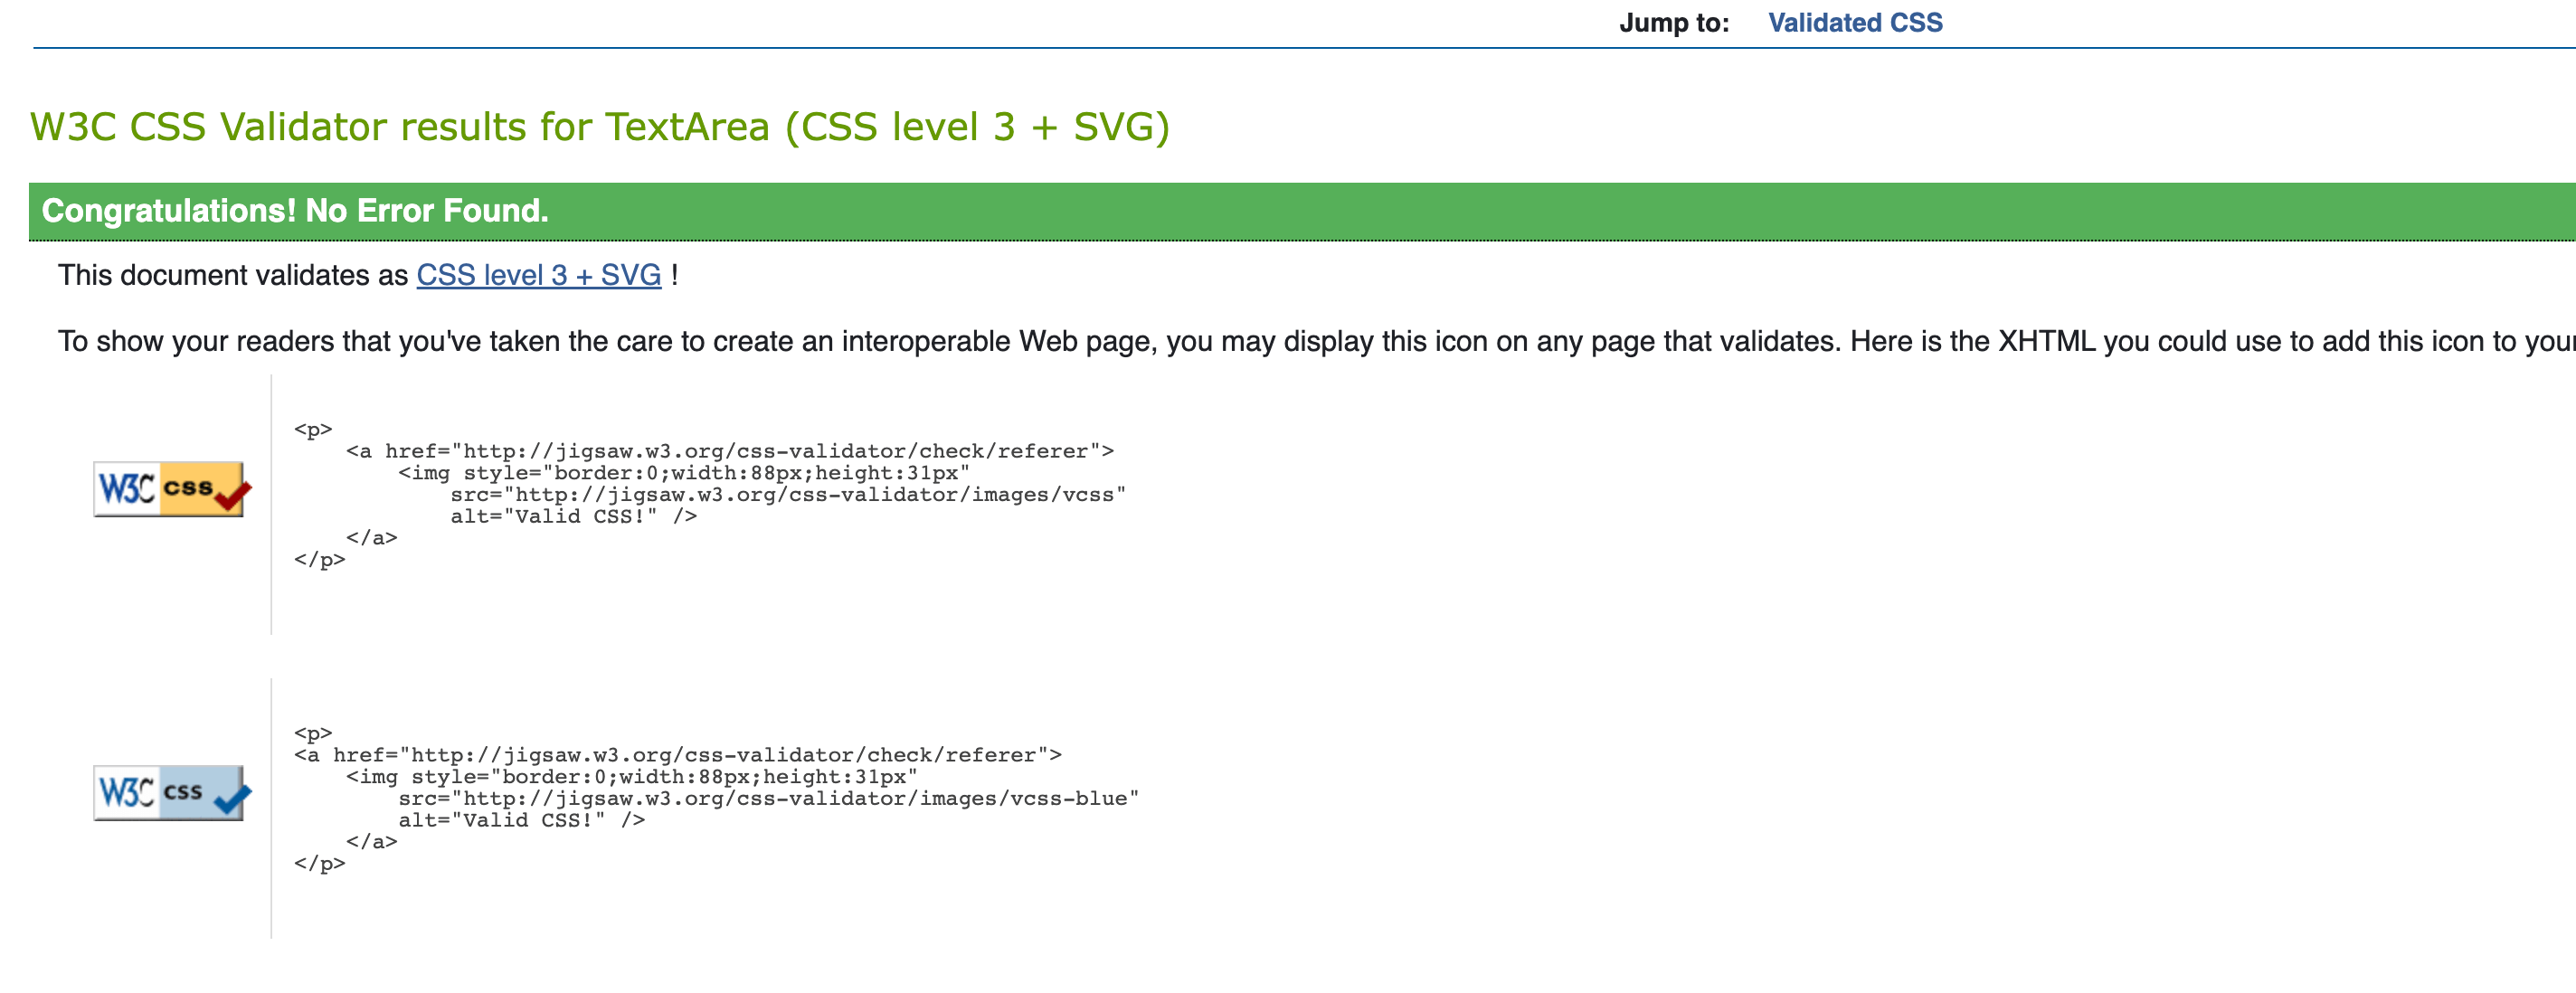 Jump to: Validated CSS
W3C CSS Validator results for TextArea (CSS level 3 + SVG)
Congratulations! No Error Found.
This document validates as CSS level 3 + SVG !
To show your readers that you've taken the care to create an interoperable Web page, you may display this icon on any page that validates. Here is the XHTML you could use to add this icon to your
W3C css
<p>
<a href="http://jigsaw.w3.org/css-validator/check/referer">
<img style="border:0;width:88px;height:31px"
src="http://jigsaw.w3.org/css-validator/images/vcss"
alt="Valid CSS!" />
</a>
</p>
W3C css
<p>
<a href="http://jigsaw.w3.org/css-validator/check/referer">
<img style="border:0;width:88px;height:31px"
src="http://jigsaw.w3.org/css-validator/images/vcss-blue"
alt="Valid CSS!" />
</a>
</p>